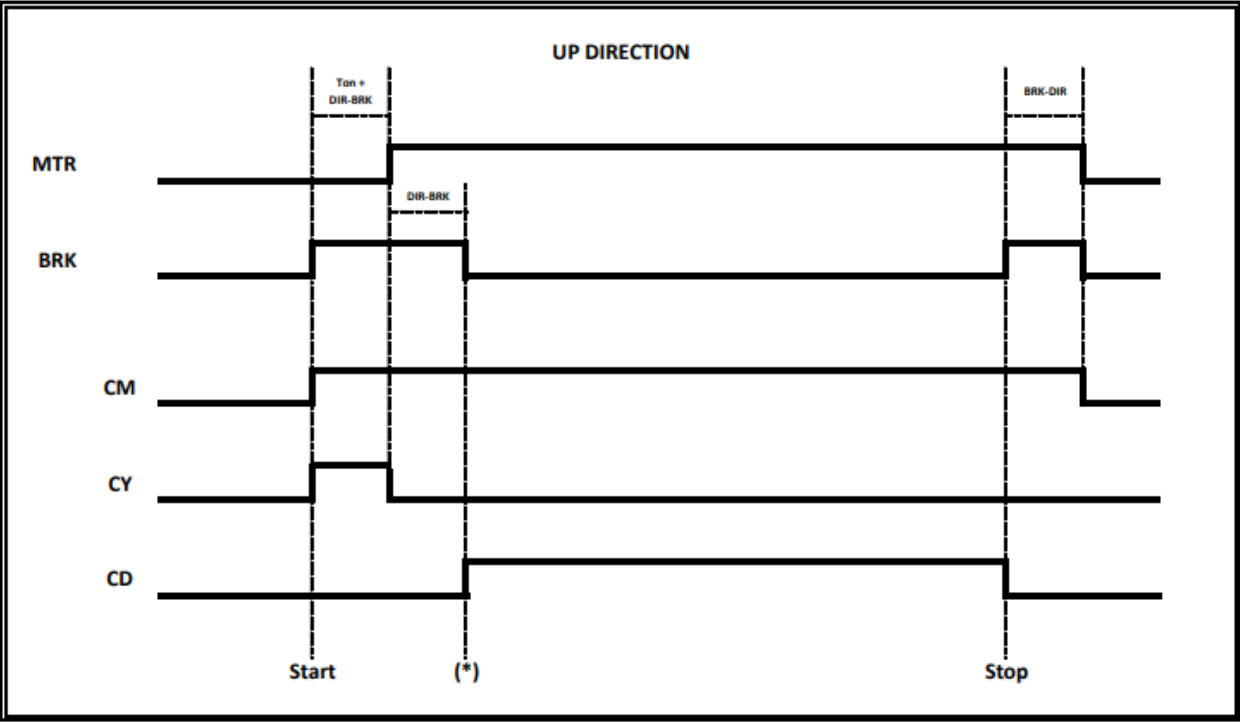 UP DIRECTION
Ton +
DIR-BRK
BRK-DIR
MTR
DIR-BRK
BRK
CM
CY
CD
Start
(*)
Stop